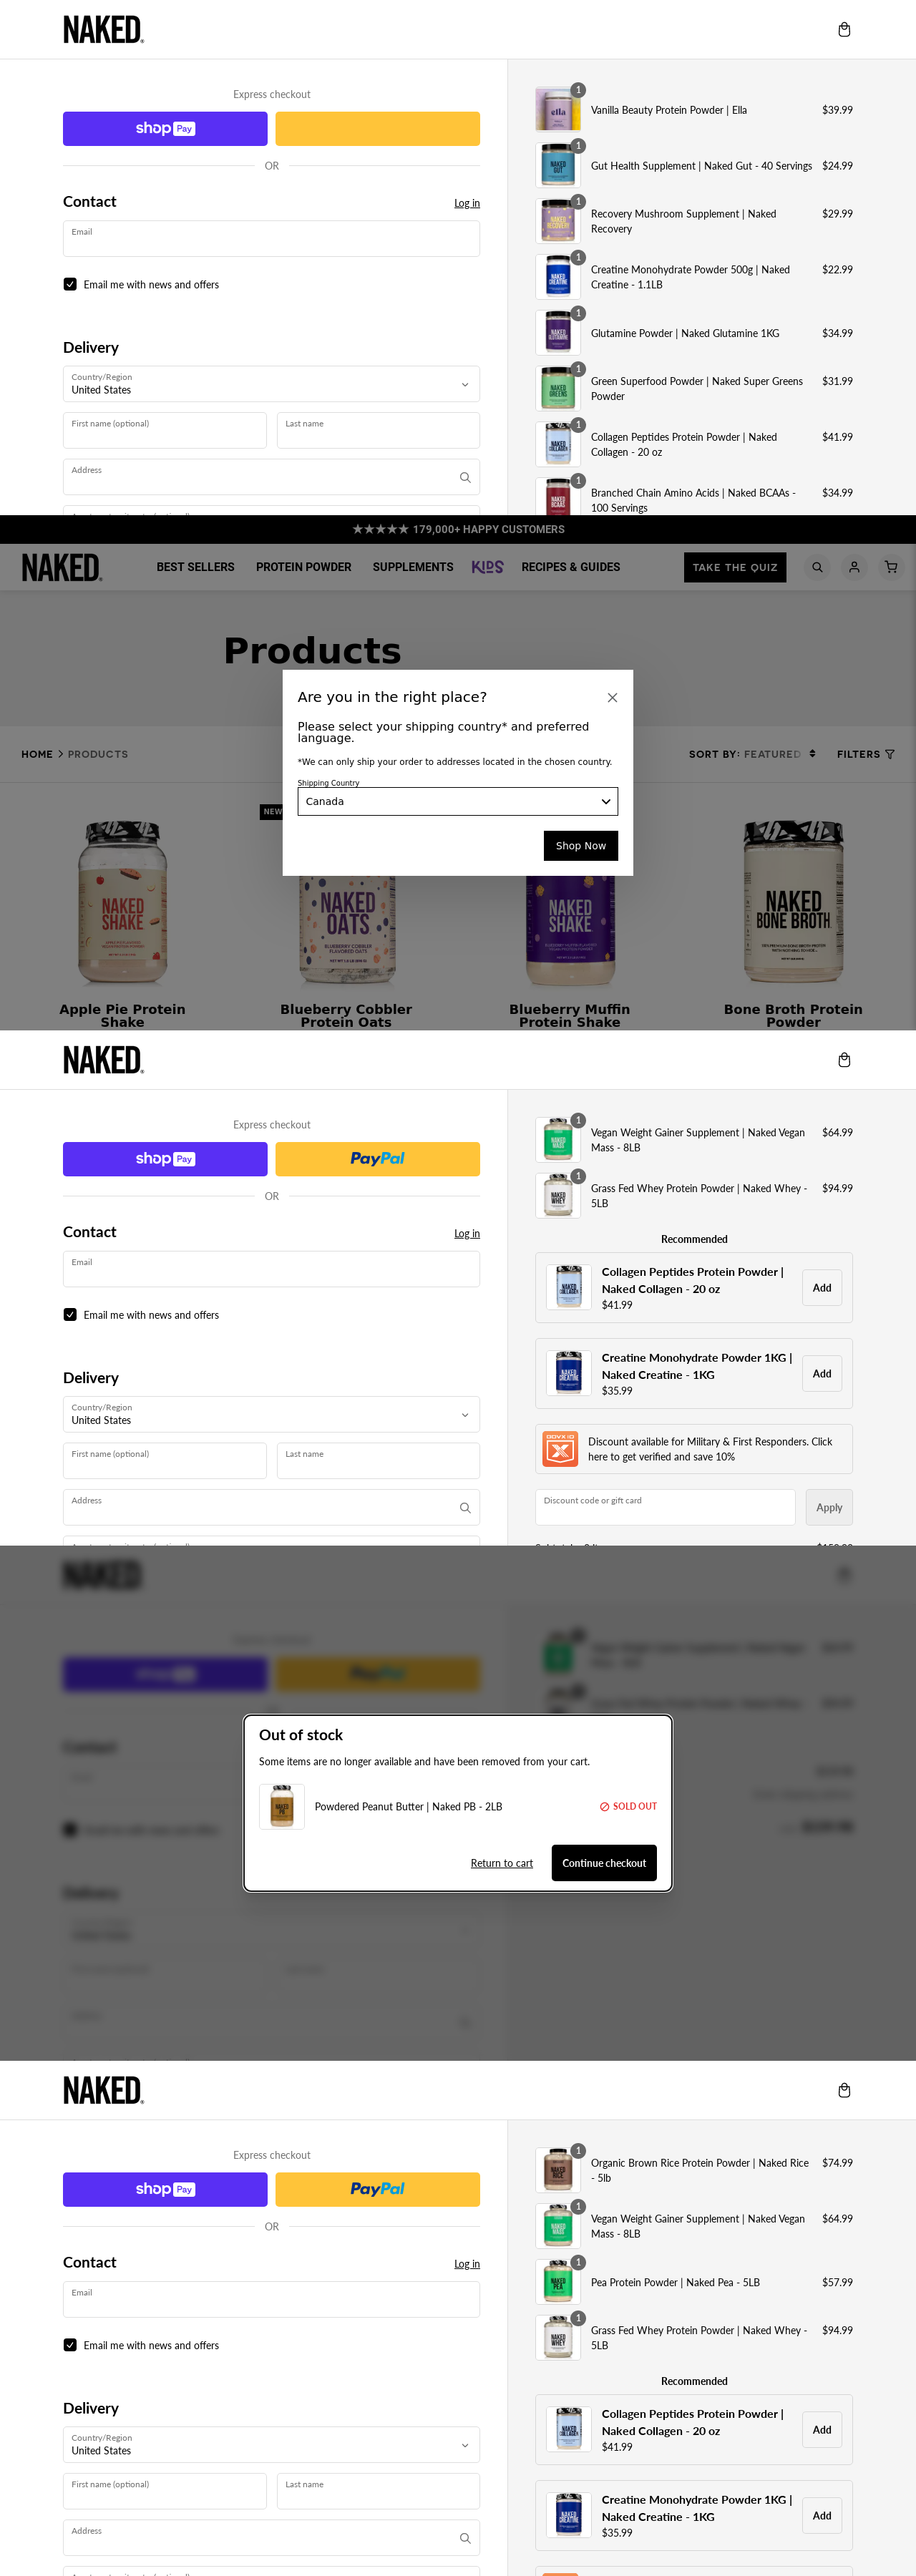 NAKED.
Express checkout
shop Pay
OR
Contact
Log in
Email
Email me with news and offers
Delivery
Country/Region
United States
First name (optional)
Last name
Address
1
Vanilla Beauty Protein Powder | Ella
$39.99
1
Gut Health Supplement | Naked Gut - 40 Servings
$24.99
1
Recovery Mushroom Supplement | Naked
Recovery
$29.99
1
Creatine Monohydrate Powder 500g | Naked
Creatine - 1.1LB
$22.99
1
Glutamine Powder | Naked Glutamine 1KG
$34.99
1
Green Superfood Powder | Naked Super Greens
Powder
$31.99
1
Collagen Peptides Protein Powder | Naked
Collagen - 20 oz
$41.99
1
Branched Chain Amino Acids | Naked BCAAs -
100 Servings
$34.99
★★★★★ 179,000+ HAPPY CUSTOMERS
NAKED.
BEST SELLERS
PROTEIN POWDER
SUPPLEMENTS
KIDS
RECIPES & GUIDES
TAKE THE QUIZ
Products
Are you in the right place?
Please select your shipping country* and preferred
language.
*We can only ship your order to addresses located in the chosen country.
Shipping Country
Canada
Shop Now
HOME > PRODUCTS
SORT BY: FEATURED
FILTERS
NEW
NAKED
SHAKE
NAKED
OATS
BLUEBERRY COBBLER
FLAVORED OATS
NAKED
SHAKE
NAKED
BONE BROTH
Apple Pie Protein
Shake
Blueberry Cobbler
Protein Oats
Blueberry Muffin
Protein Shake
Bone Broth Protein
Powder
NAKED.
Express checkout
shop Pay
PayPal
OR
Contact
Log in
Email
Email me with news and offers
Delivery
Country/Region
United States
First name (optional)
Last name
Address
1
Vegan Weight Gainer Supplement | Naked Vegan
Mass - 8LB
$64.99
1
Grass Fed Whey Protein Powder | Naked Whey -
5LB
$94.99
Recommended
Collagen Peptides Protein Powder |
Naked Collagen - 20 oz
$41.99
Add
Creatine Monohydrate Powder 1KG |
Naked Creatine - 1KG
$35.99
Add
GOVX ID
Discount available for Military & First Responders. Click
here to get verified and save 10%
Discount code or gift card
Apply
Out of stock
Some items are no longer available and have been removed from your cart.
Powdered Peanut Butter | Naked PB - 2LB
SOLD OUT
Return to cart
Continue checkout
NAKED.
Express checkout
shop Pay
PayPal
OR
Contact
Log in
Email
Email me with news and offers
Delivery
Country/Region
United States
First name (optional)
Last name
Address
1
Organic Brown Rice Protein Powder | Naked Rice
- 5lb
$74.99
1
Vegan Weight Gainer Supplement | Naked Vegan
Mass - 8LB
$64.99
1
Pea Protein Powder | Naked Pea - 5LB
$57.99
1
Grass Fed Whey Protein Powder | Naked Whey -
5LB
$94.99
Recommended
Collagen Peptides Protein Powder |
Naked Collagen - 20 oz
$41.99
Add
Creatine Monohydrate Powder 1KG |
Naked Creatine - 1KG
$35.99
Add